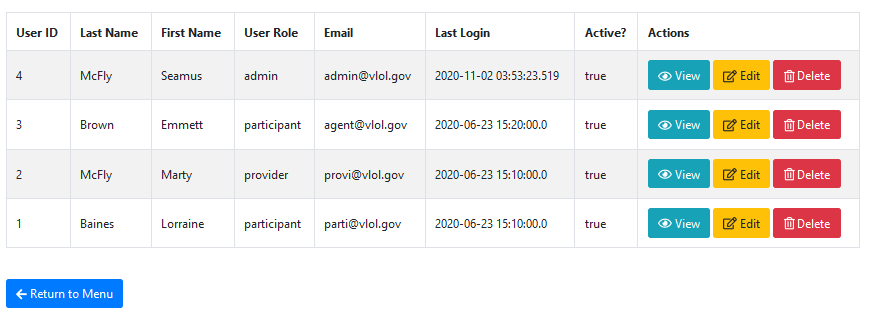 User ID Last Name First Name User Role Email Last Login Active? Actions
4 McFly Seamus admin admin@vlol.gov 2020-11-02 03:53:23.519 true View Edit Delete
3 Brown Emmett participant agent@vlol.gov 2020-06-23 15:20:00.0 true View Edit Delete
2 McFly Marty provider provi@vlol.gov 2020-06-23 15:10:00.0 true View Edit Delete
1 Baines Lorraine participant parti@vlol.gov 2020-06-23 15:10:00.0 true View Edit Delete
Return to Menu